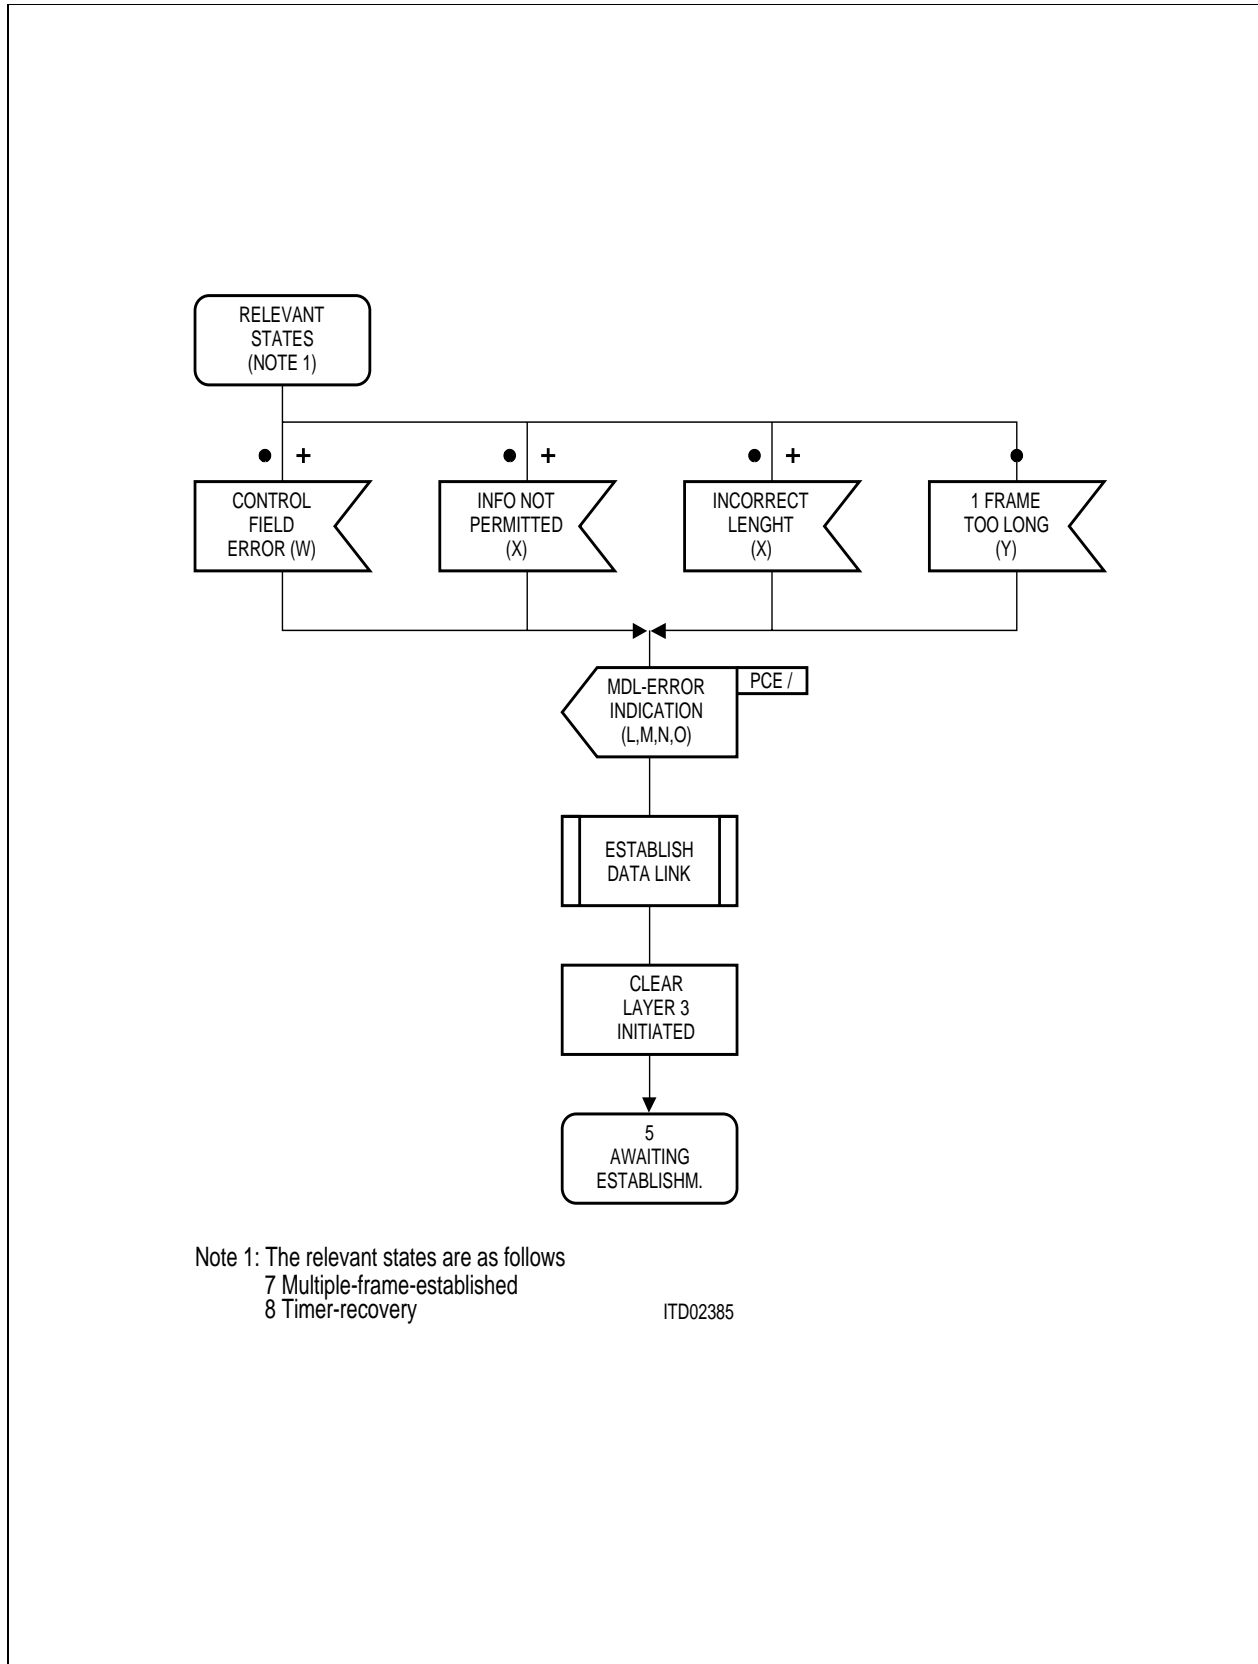 RELEVANT
STATES
(NOTE 1)
+
+
+
CONTROL
FIELD
ERROR (W)
INFO NOT
PERMITTED
(X)
INCORRECT
LENGHT
(X)
1 FRAME
TOO LONG
(Y)
MDL-ERROR
INDICATION
(L,M,N,O)
PCE /
ESTABLISH
DATA LINK
CLEAR
LAYER 3
INITIATED
5
AWAITING
ESTABLISHM.
Note 1: The relevant states are as follows
7 Multiple-frame-established
8 Timer-recovery
ITD02385